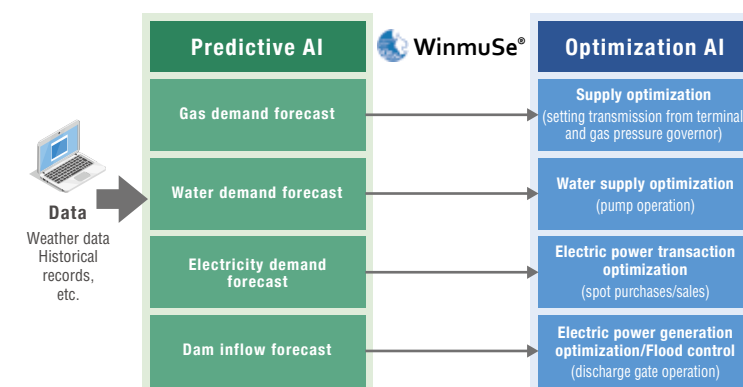 Predictive AI
WinmuSe®
Optimization AI
Data
Weather data
Historical
records,
etc.
Gas demand forecast
Supply optimization
(setting transmission from terminal
and gas pressure governor)
Water demand forecast
Water supply optimization
(pump operation)
Electricity demand
forecast
Electric power transaction
optimization
(spot purchases/sales)
Dam inflow forecast
Electric power generation
optimization/Flood control
(discharge gate operation)